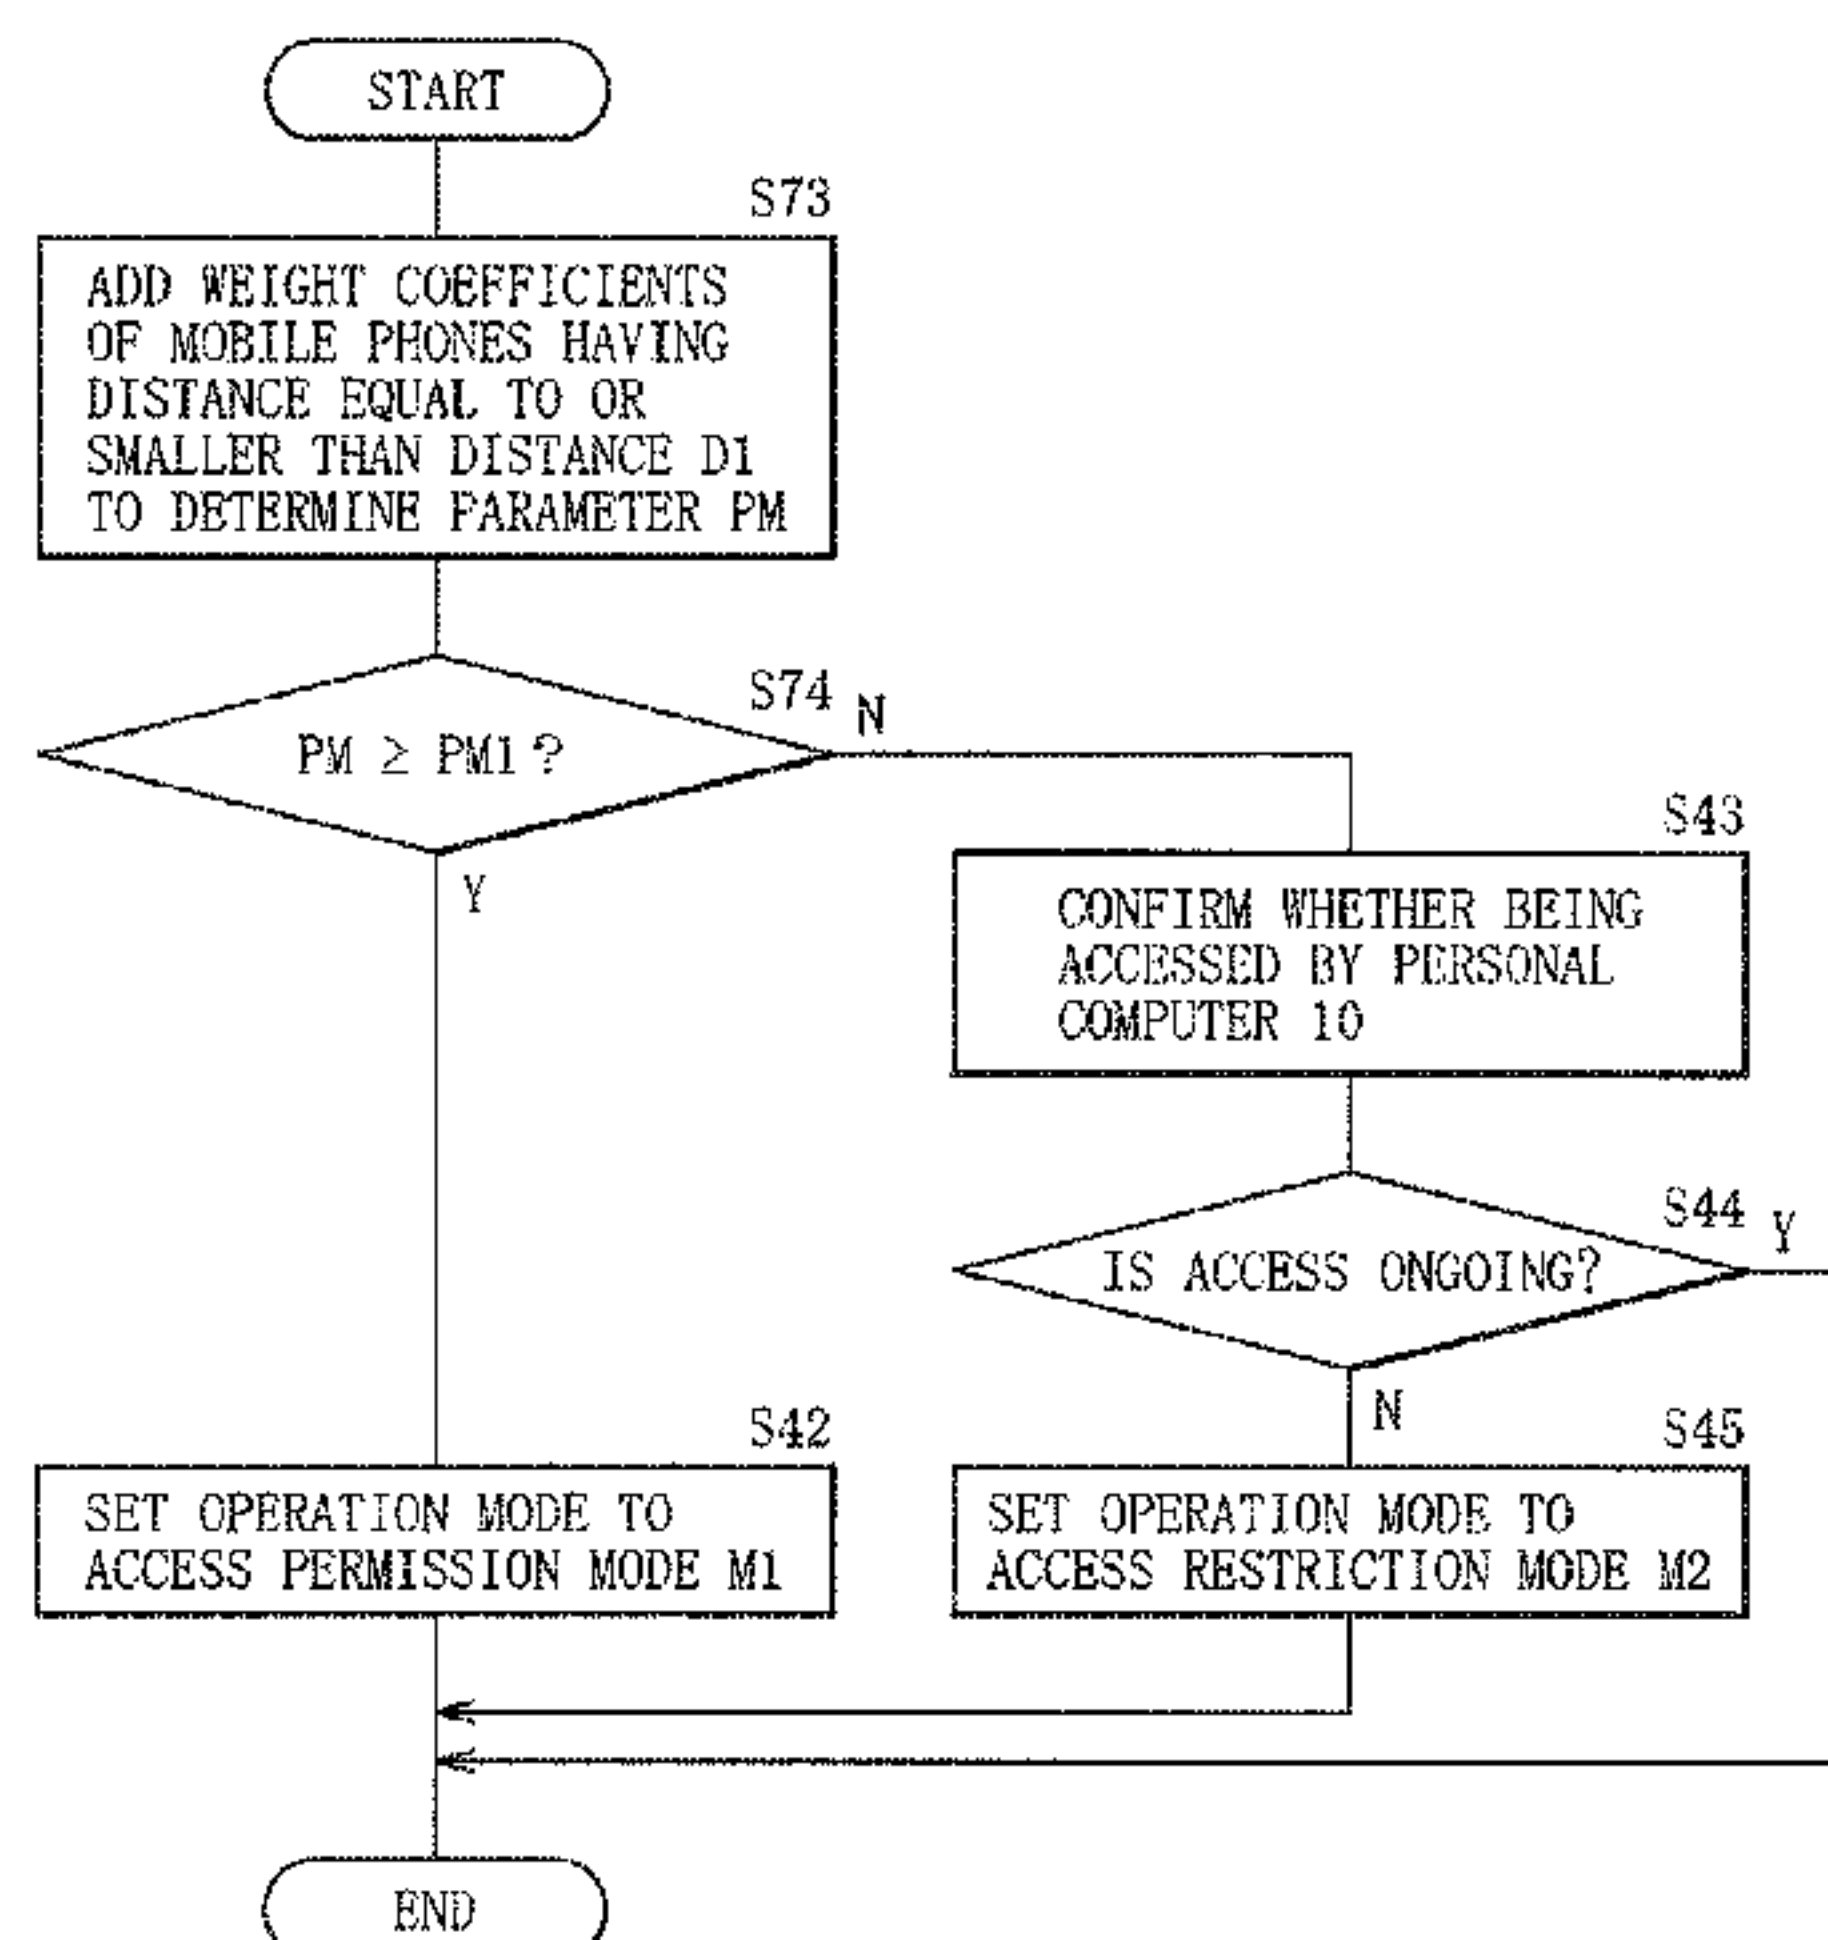 START
S73
ADD WEIGHT COEFFICIENTS
OF MOBILE PHONES HAVING
DISTANCE EQUAL TO OR
SMALLER THAN DISTANCE D1
TO DETERMINE PARAMETER PM
S74
N
PM ≥ PM1?
Y
S43
CONFIRM WHETHER BEING
ACCESSED BY PERSONAL
COMPUTER 10
S44
Y
IS ACCESS ONGOING?
N
S42
SET OPERATION MODE TO
ACCESS PERMISSION MODE M1
S45
SET OPERATION MODE TO
ACCESS RESTRICTION MODE M2
END